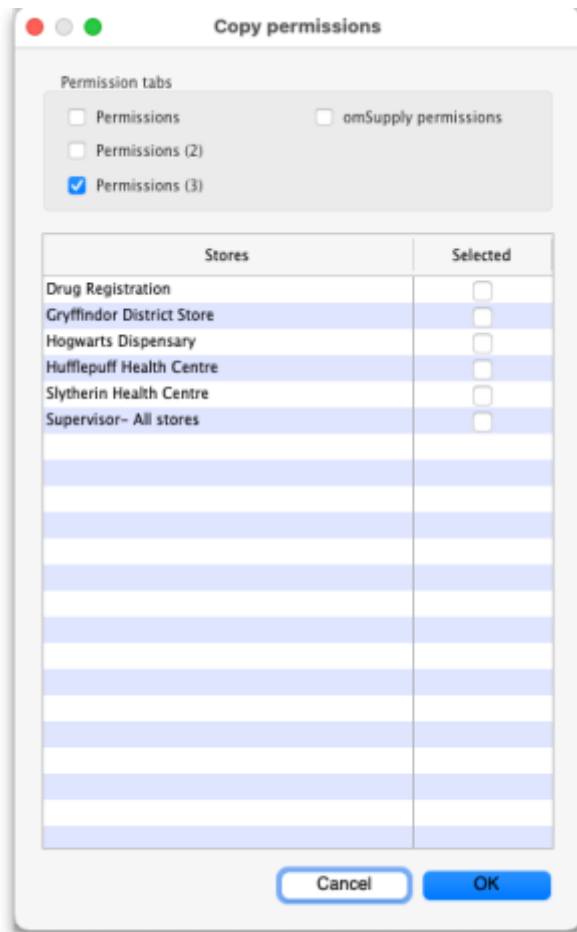 Copy permissions
Permission tabs
Permissions omSupply permissions
Permissions (2)
Permissions (3)
Stores Selected
Drug Registration
Gryffindor District Store
Hogwarts Dispensary
Hufflepuff Health Centre
Slytherin Health Centre
Supervisor- All stores
Cancel OK